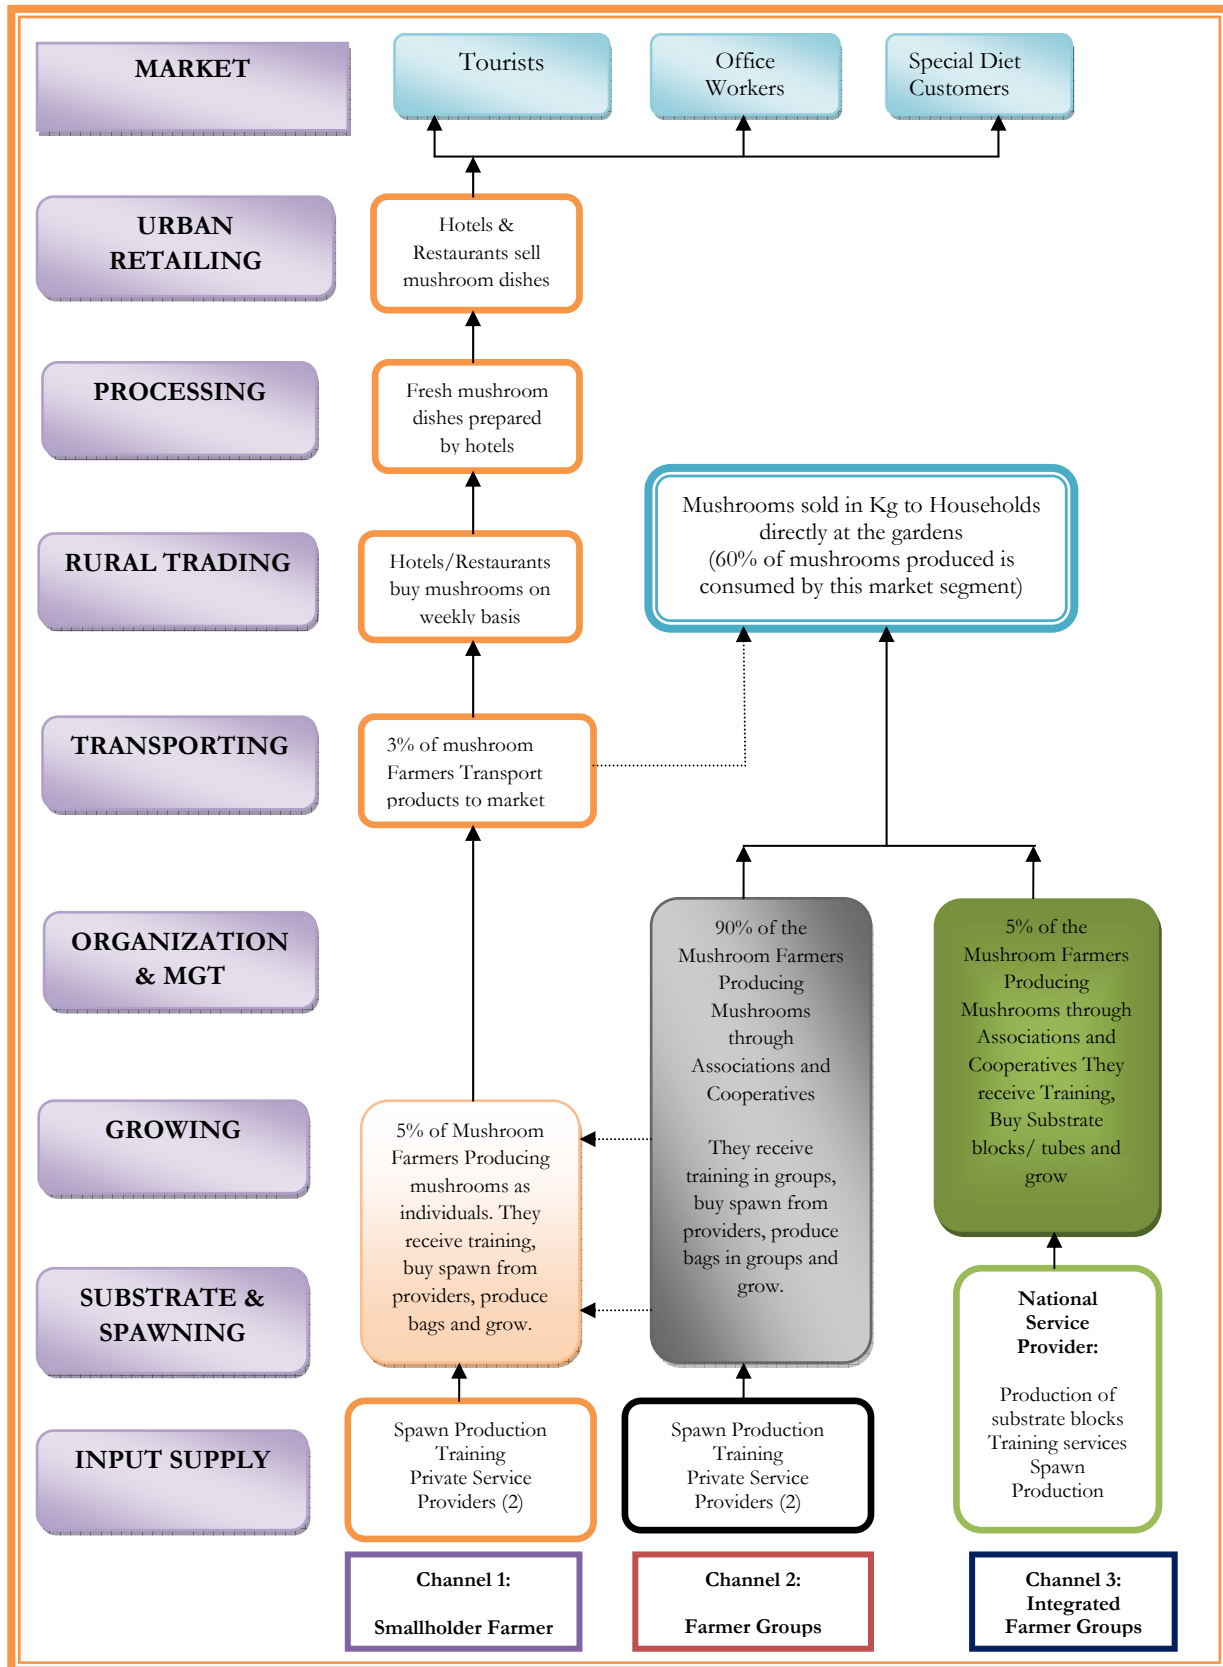 MARKET
Tourists
Office
Workers
Special Diet
Customers
URBAN
RETAILING
Hotels &
Restaurants sell
mushroom dishes
PROCESSING
Fresh mushroom
dishes prepared
by hotels
RURAL TRADING
Hotels/Restaurants
buy mushrooms on
weekly basis
Mushrooms sold in Kg to Households
directly at the gardens
(60% of mushrooms produced is
consumed by this market segment)
TRANSPORTING
3% of mushroom
Farmers Transport
products to market
ORGANIZATION
& MGT
90% of the
Mushroom Farmers
Producing
Mushrooms
through
Associations and
Cooperatives
They receive
training in groups,
buy spawn from
providers, produce
bags in groups and
grow.
5% of the
Mushroom Farmers
Producing
Mushrooms through
Associations and
Cooperatives They
receive Training,
Buy Substrate
blocks/ tubes and
grow
GROWING
5% of Mushroom
Farmers Producing
mushrooms as
individuals. They
receive training,
buy spawn from
providers, produce
bags and grow.
SUBSTRATE &
SPAWNING
National
Service
Provider:
Production of
substrate blocks
Training services
Spawn
Production
INPUT SUPPLY
Spawn Production
Training
Private Service
Providers (2)
Spawn Production
Training
Private Service
Providers (2)
Channel 1:
Smallholder Farmer
Channel 2:
Farmer Groups
Channel 3:
Integrated
Farmer Groups